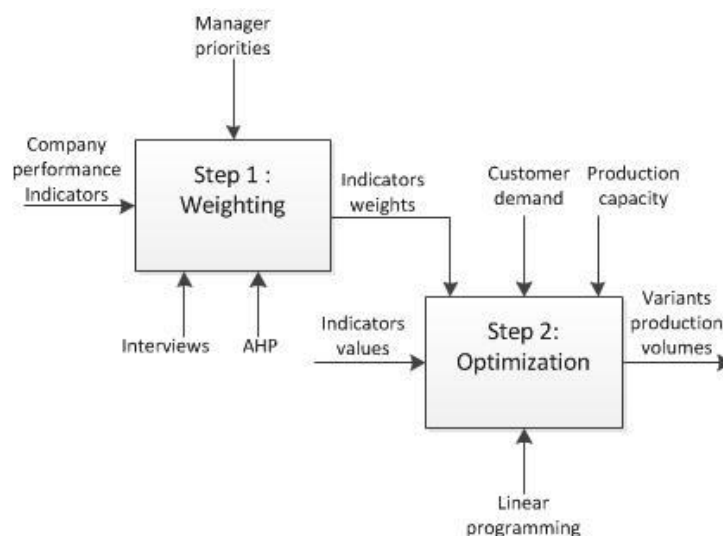 Manager
priorities
Company
performance
Indicators
Step 1 :
Weighting
Indicators
weights
Customer
demand
Production
capacity
Interviews
AHP
Indicators
values
Step 2:
Optimization
Variants
production
volumes
Linear
programming